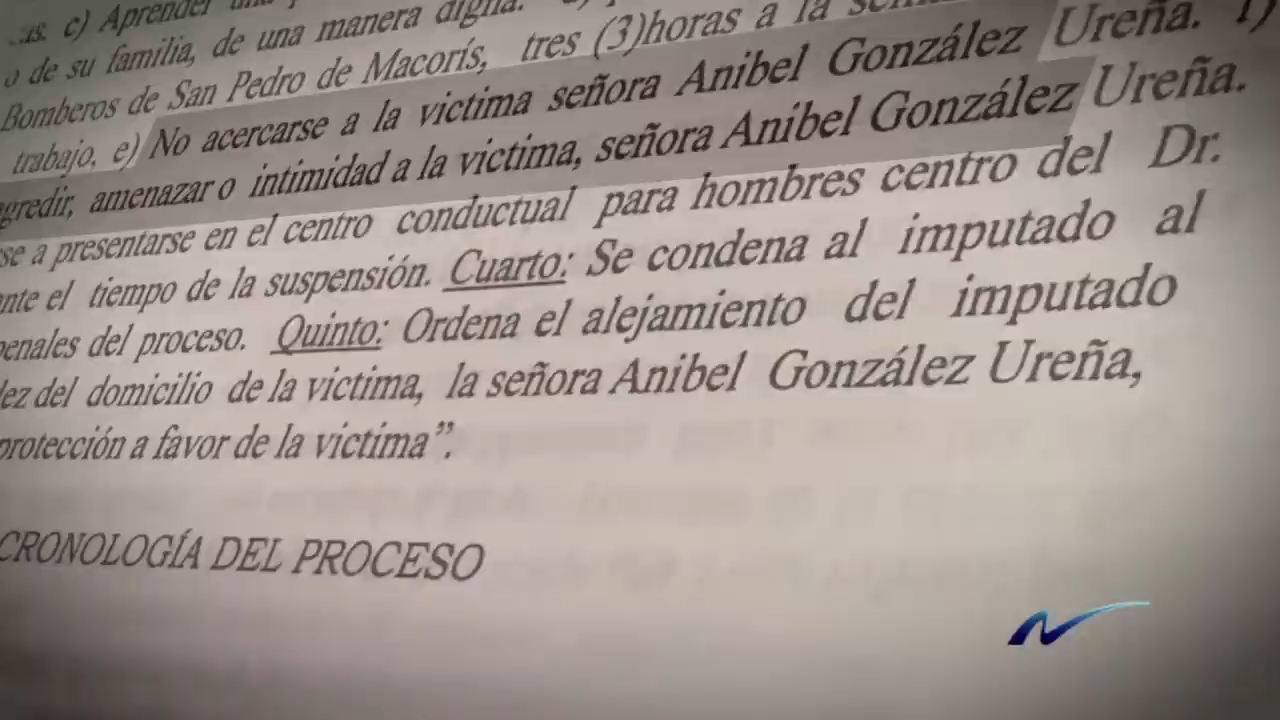 c) Aprender
o de su familia, de una manera digna.
Bomberos de San Pedro de Macorís, tres (3)horas a la
trabajo, e) No acercarse a la victima señora Anibel González Ureña.
agredir, amenazar o intimidad a la victima, señora Anibel González Ureña.
se a presentarse en el centro conductual para hombres centro del Dr.
nte el tiempo de la suspensión. Cuarto: Se condena al imputado al
penales del proceso. Quinto: Ordena el alejamiento del imputado
ez del domicilio de la victima, la señora Anibel González Ureña,
protección a favor de la victima”.
CRONOLOGÍA DEL PROCESO